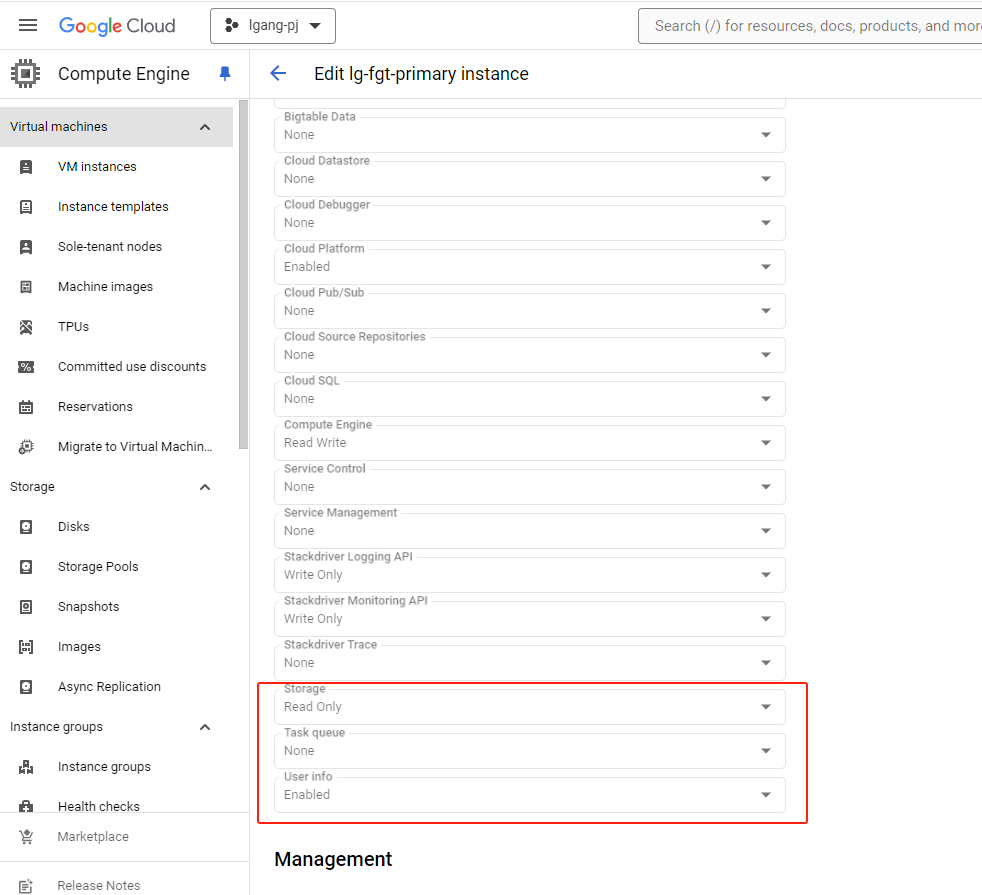 Google Cloud
lgang-pj
Search (/) for resources, docs, products, and mor
Compute Engine
Edit lg-fgt-primary instance
Virtual machines
VM instances
Instance templates
Sole-tenant nodes
Machine images
TPUs
Committed use discounts
Reservations
Migrate to Virtual Machin...
Storage
Disks
Storage Pools
Snapshots
Images
Async Replication
Instance groups
Instance groups
Health checks
Marketplace
Release Notes
Bigtable Data
None
Cloud Datastore
None
Cloud Debugger
None
Cloud Platform
Enabled
Cloud Pub/Sub
None
Cloud Source Repositories
None
Cloud SQL
None
Compute Engine
Read Write
Service Control
None
Service Management
None
Stackdriver Logging API
Write Only
Stackdriver Monitoring API
Write Only
Stackdriver Trace
None
Storage
Read Only
Task queue
None
User info
Enabled
Management